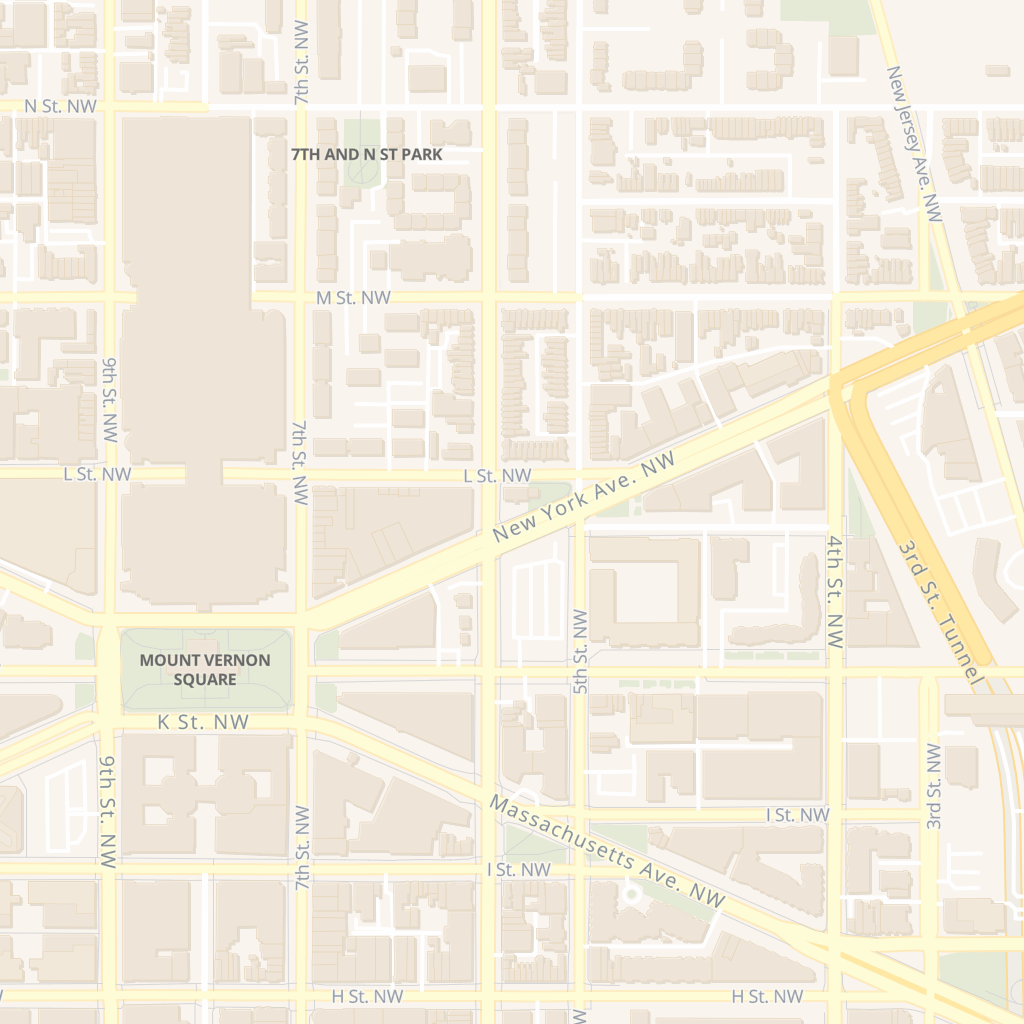 7th St. NW
New Jersey Ave. NW
N St. NW
7TH AND N ST PARK
M St. NW
9th St. NW
7th St. NW
L St. NW
L St. NW
New York Ave. NW
4th St. NW
3rd St. Tunnel
5th St. NW
MOUNT VERNON
SQUARE
K St. NW
9th St. NW
3rd St. NW
Massachusetts Ave. NW
7th St. NW
I St. NW
I St. NW
H St. NW
H St. NW